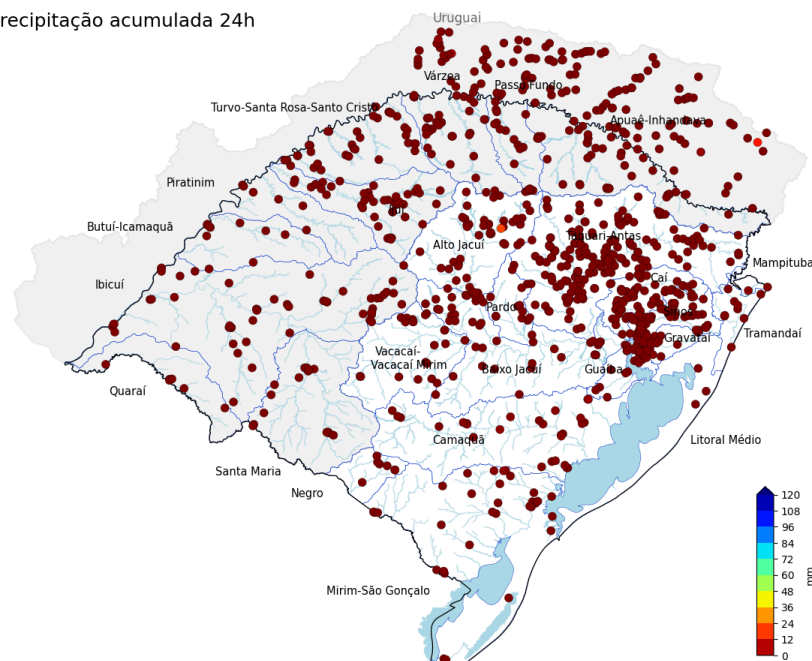 recipitação acumulada 24h
Uruguai
Várzea
Passo Fundo
Turvo-Santa Rosa-Santo Cristo
Apuaê-Inhandava
Piratinim
Ijuí
Butuí-Icamaquã
Alto Jacuí
Taquari-Antas
Mampituba
Ibicuí
Caí
Pardo
Sinos
Tramandaí
Gravataí
Vacacaí-
Vacacaí Mirim
Baixo Jacuí
Guaíba
Quaraí
Camaquã
Litoral Médio
Santa Maria
Negro
Mirim-São Gonçalo
120
108
96
84
72
60
48
36
24
12
0
mm